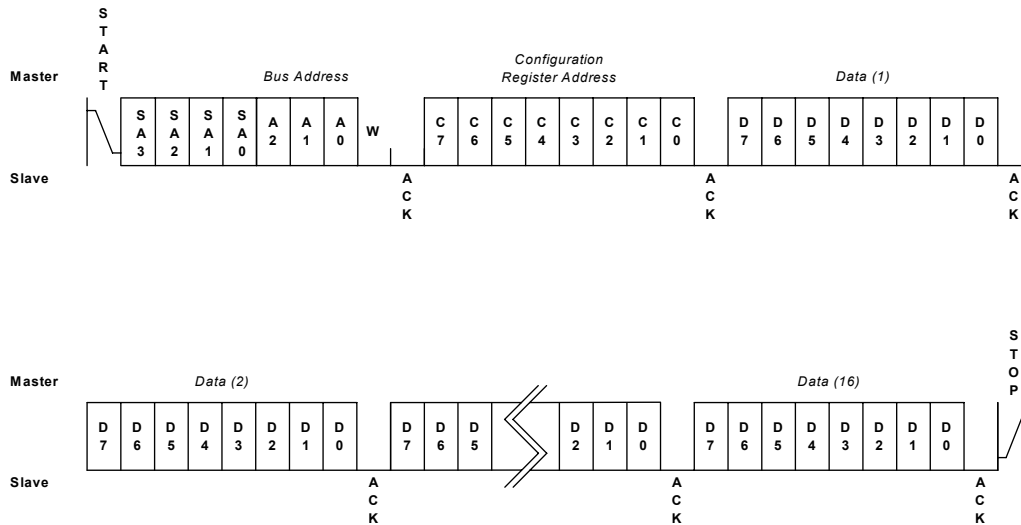 START
Master
Bus Address
Configuration
Register Address
Data (1)
SA3 SA2 SA1 SA0 A2 A1 A0 W C7 C6 C5 C4 C3 C2 C1 C0 D7 D6 D5 D4 D3 D2 D1 D0
Slave
ACK ACK ACK
STOP
Master
Data (2)
Data (16)
D7 D6 D5 D4 D3 D2 D1 D0 D7 D6 D5 D2 D1 D0 D7 D6 D5 D4 D3 D2 D1 D0
Slave
ACK ACK ACK